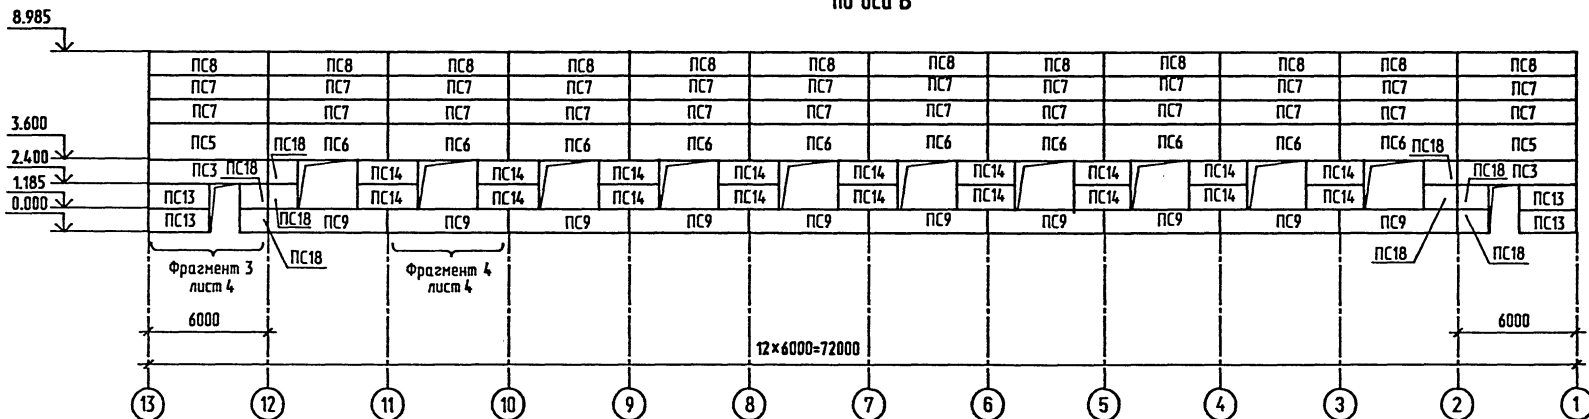 по оси В
8.985
ПС8 ПС8 ПС8 ПС8 ПС8 ПС8 ПС8 ПС8 ПС8 ПС8 ПС8 ПС8
ПС7 ПС7 ПС7 ПС7 ПС7 ПС7 ПС7 ПС7 ПС7 ПС7 ПС7 ПС7
ПС7 ПС7 ПС7 ПС7 ПС7 ПС7 ПС7 ПС7 ПС7 ПС7 ПС7 ПС7
3.600
ПС5 ПС18 ПС6 ПС6 ПС6 ПС6 ПС6 ПС6 ПС6 ПС6 ПС6 ПС6 ПС18 ПС5
2.400
ПС3 ПС18 ПС14 ПС14 ПС14 ПС14 ПС14 ПС14 ПС14 ПС14 ПС14 ПС18 ПС3
1.185
ПС13 ПС14 ПС14 ПС14 ПС14 ПС14 ПС14 ПС14 ПС14 ПС14 ПС13
0.000
ПС13 ПС18 ПС9 ПС9 ПС9 ПС9 ПС9 ПС9 ПС9 ПС9 ПС9 ПС9 ПС13
ПС18 ПС18 ПС18
Фрагмент 3
лист 4
Фрагмент 4
лист 4
6000 6000
12×6000=72000
13 12 11 10 9 8 7 6 5 4 3 2 1